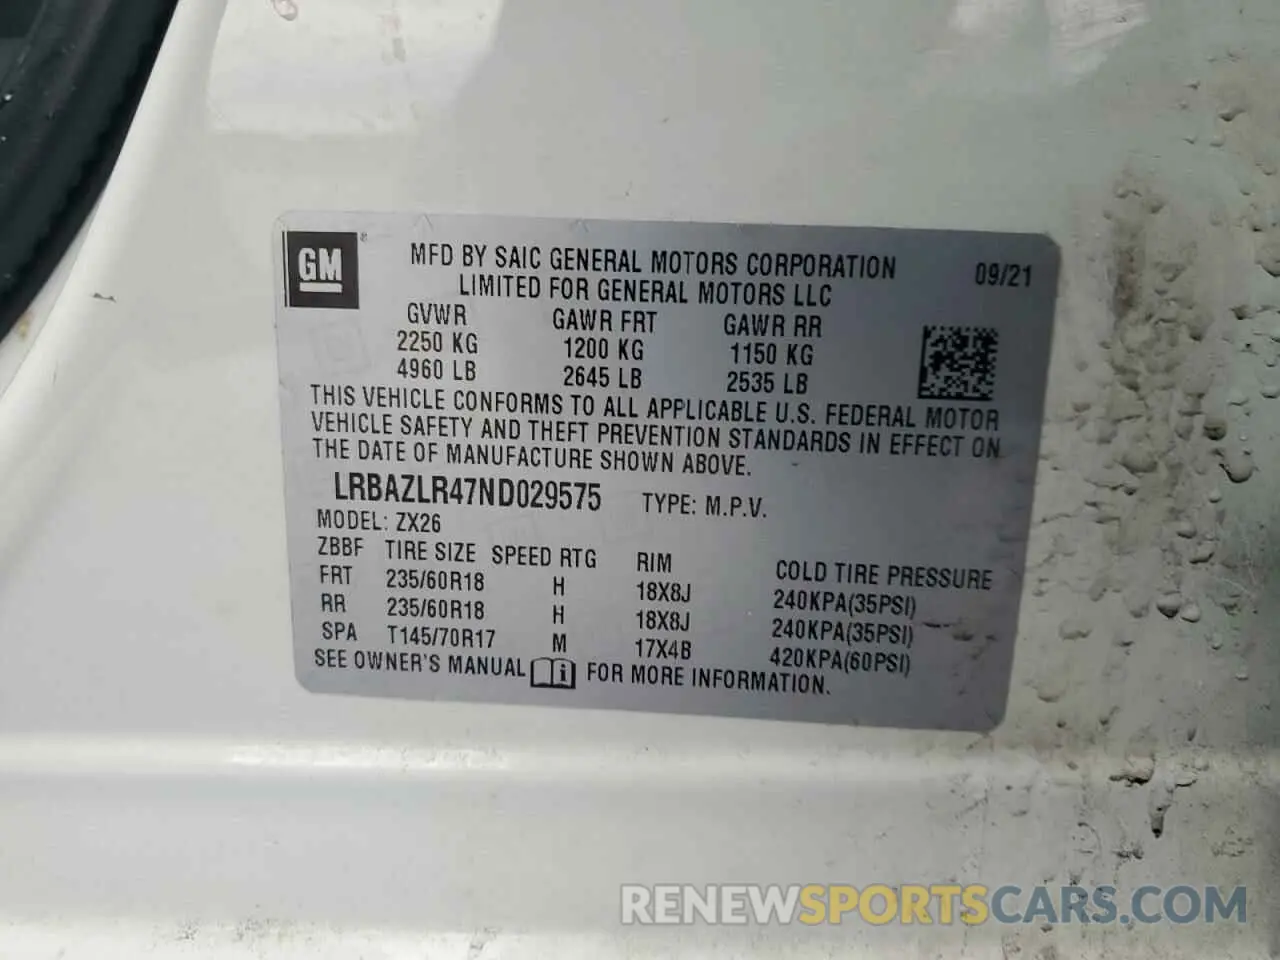 GM
MFD BY SAIC GENERAL MOTORS CORPORATION
LIMITED FOR GENERAL MOTORS LLC
09/21
GVWR GAWR FRT GAWR RR
2250 KG 1200 KG 1150 KG
4960 LB 2645 LB 2535 LB
THIS VEHICLE CONFORMS TO ALL APPLICABLE U.S. FEDERAL MOTOR
VEHICLE SAFETY AND THEFT PREVENTION STANDARDS IN EFFECT ON
THE DATE OF MANUFACTURE SHOWN ABOVE.
LRBAZLR47ND029575 TYPE: M.P.V.
MODEL: ZX26
ZBBF TIRE SIZE SPEED RTG RIM COLD TIRE PRESSURE
FRT 235/60R18 H 18X8J 240KPA(35PSI)
RR 235/60R18 H 18X8J 240KPA(35PSI)
SPA T145/70R17 M 17X4B 420KPA(60PSI)
SEE OWNER'S MANUAL i FOR MORE INFORMATION.
RENEWSPORTSCARS.COM